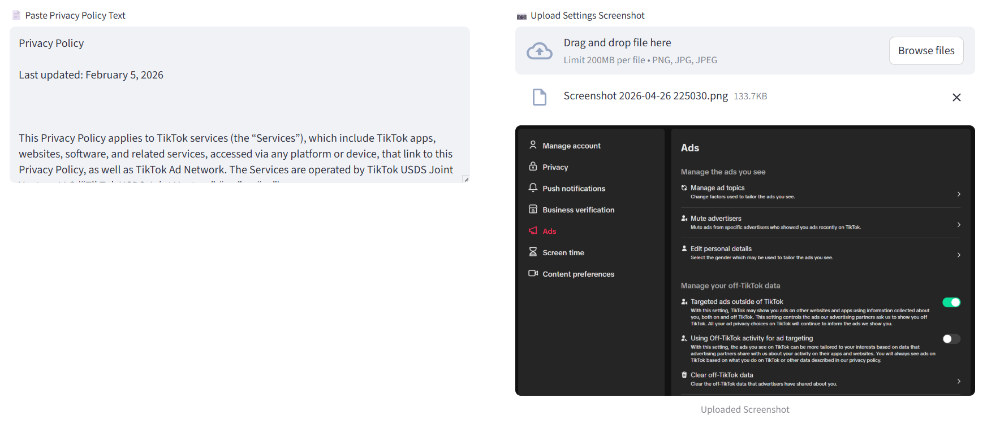 Paste Privacy Policy Text
Privacy Policy
Last updated: February 5, 2026
This Privacy Policy applies to TikTok services (the “Services”), which include TikTok apps,
websites, software, and related services, accessed via any platform or device, that link to this
Privacy Policy, as well as TikTok Ad Network. The Services are operated by TikTok USDS Joint
Upload Settings Screenshot
Drag and drop file here
Limit 200MB per file • PNG, JPG, JPEG
Browse files
Screenshot 2026-04-26 225030.png 133.7KB
Manage account
Privacy
Push notifications
Business verification
Ads
Screen time
Content preferences
Ads
Manage the ads you see
Manage ad topics
Change factors used to tailor the ads you see.
Mute advertisers
Mute ads from specific advertisers who showed you ads recently on TikTok.
Edit personal details
Select the gender which may be used to tailor the ads you see.
Manage your off-TikTok data
Targeted ads outside of TikTok
With this setting, TikTok may show you ads on other websites and apps using information collected about
you, both on and off TikTok. This setting controls the ads our advertising partners ask us to show you off
TikTok. All your ad privacy choices on TikTok will continue to inform the ads we show you.
Using Off-TikTok activity for ad targeting
With this setting, the ads you see on TikTok can be more tailored to your interests based on data that
advertising partners share with us about your activity on their apps and websites. You will always see ads on
TikTok based on what you do on TikTok or other data described in our privacy policy.
Clear off-TikTok data
Clear the off-TikTok data that advertisers have shared about you.
Uploaded Screenshot